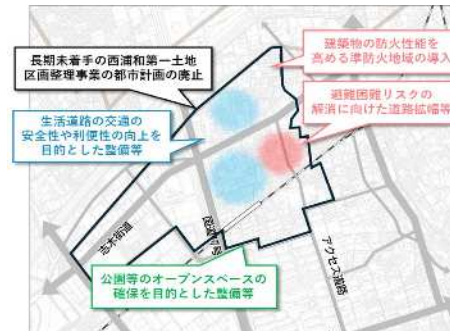 建築物の防火性能を
高める準防火地域の導入
長期未着手の西浦和第一土地
区画整理事業の都市計画の廃止
避難困難リスクの
解消に向けた道路拡幅等
生活道路の交通の
安全性や利便性の向上を
目的とした整備等
志木街道
アクセス道路
公園等のオープンスペースの
確保を目的とした整備等